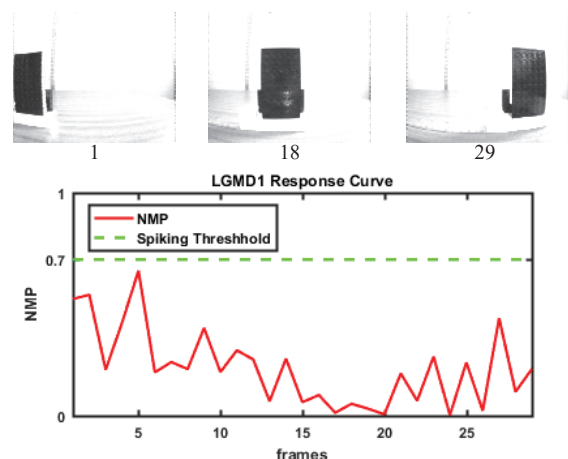 1 18 29
LGMD1 Response Curve
1
NMP
Spiking Threshhold
0.7
NMP
0
5 10 15 20 25
frames